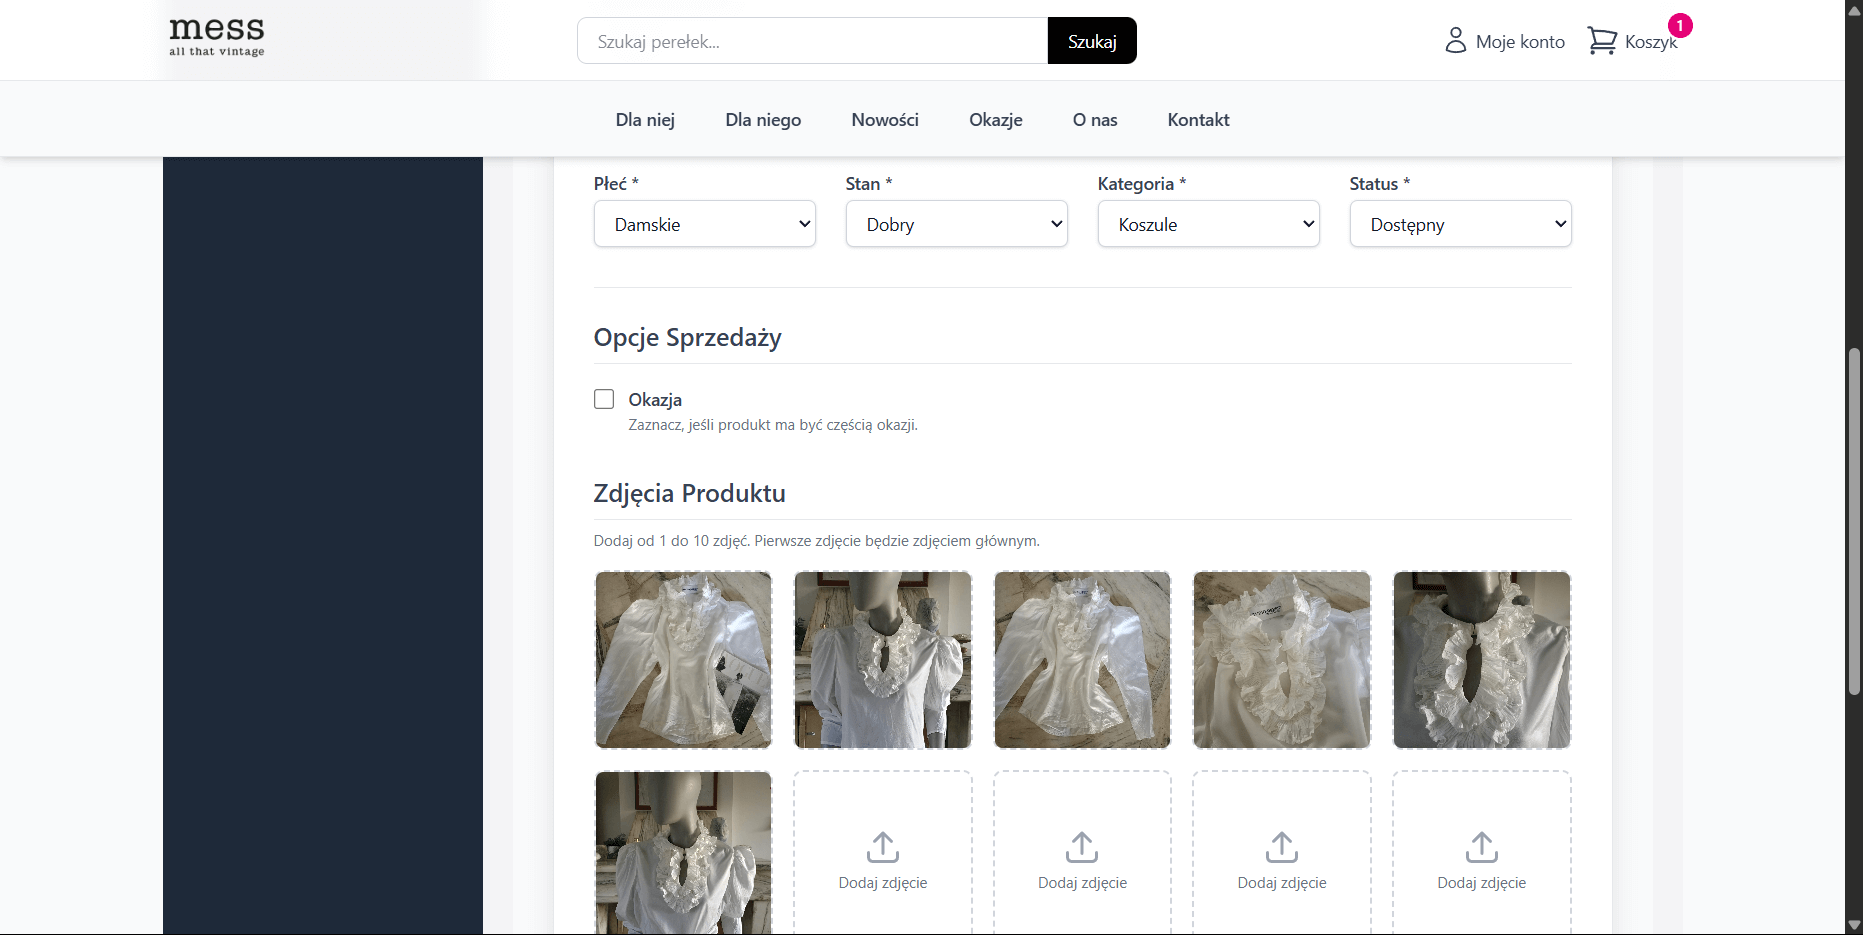 mess
all that vintage
Szukaj perełek...
Szukaj
Moje konto
Koszyk
1
Dla niej
Dla niego
Nowości
Okazje
O nas
Kontakt
Płeć *
Stan *
Kategoria *
Status *
Damskie
Dobry
Koszule
Dostępny
Opcje Sprzedaży
Okazja
Zaznacz, jeśli produkt ma być częścią okazji.
Zdjęcia Produktu
Dodaj od 1 do 10 zdjęć. Pierwsze zdjęcie będzie zdjęciem głównym.
Dodaj zdjęcie
Dodaj zdjęcie
Dodaj zdjęcie
Dodaj zdjęcie